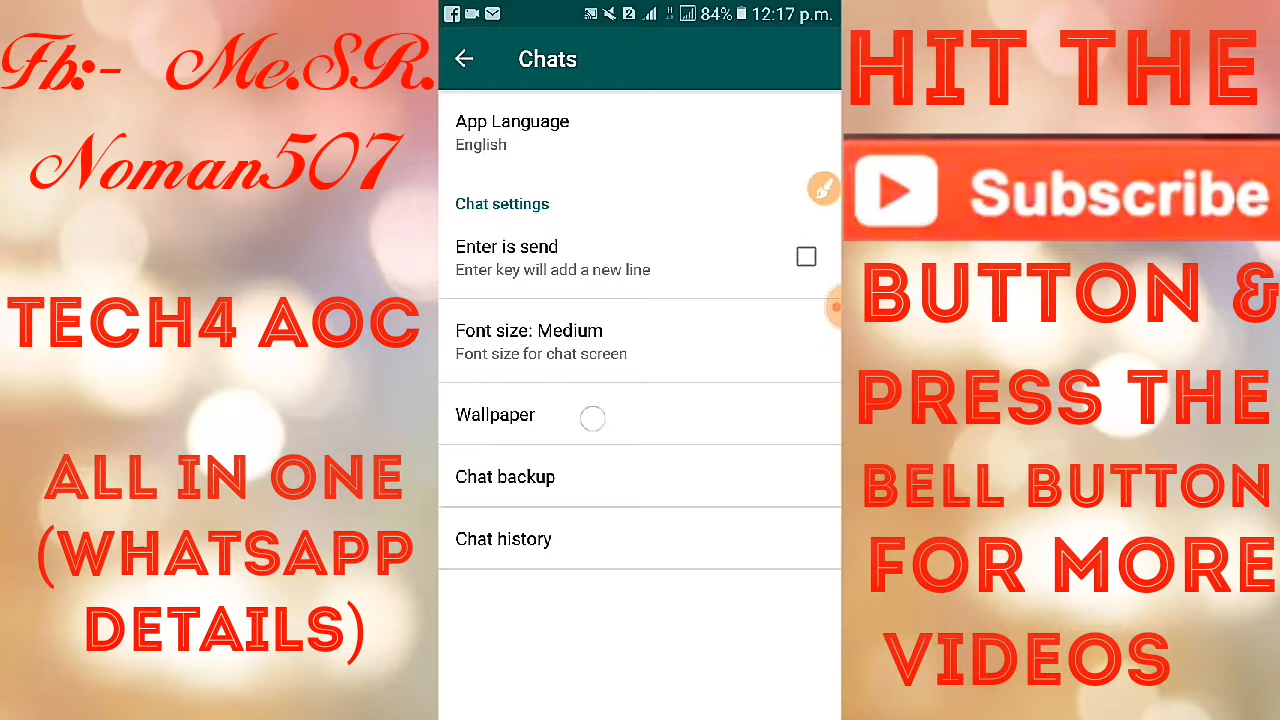 Fb:- Me.SR.
Noman507
TECH4 AOC
ALL IN ONE
(WHATSAPP
DETAILS)
84% 12:17 p.m.
Chats
App Language
English
Chat settings
Enter is send
Enter key will add a new line
Font size: Medium
Font size for chat screen
Wallpaper
Chat backup
Chat history
HIT THE
Subscribe
BUTTON &
PRESS THE
BELL BUTTON
FOR MORE
VIDEOS